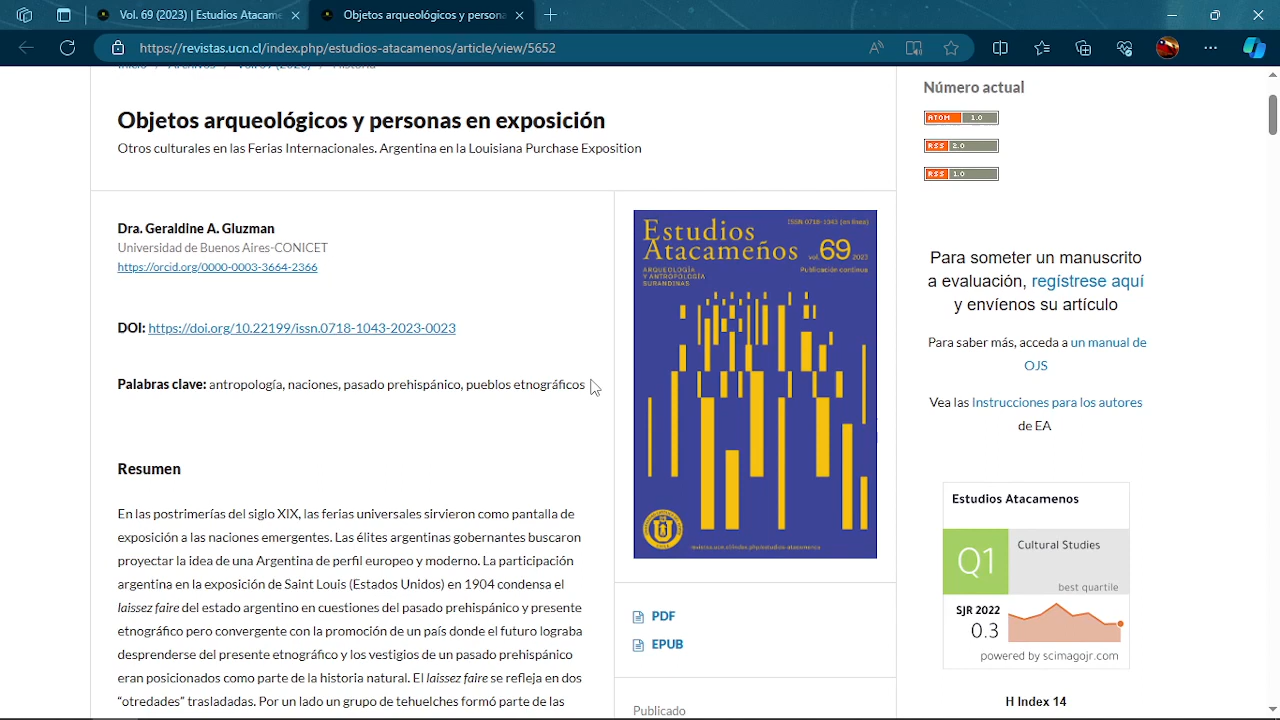 Vol. 69 (2023) | Estudios Atacame
Objetos arqueológicos y persona
https://revistas.ucn.cl/index.php/estudios-atacamenos/article/view/5652
Objetos arqueológicos y personas en exposición
Otros culturales en las Ferias Internacionales. Argentina en la Louisiana Purchase Exposition
Dra. Geraldine A. Gluzman
Universidad de Buenos Aires-CONICET
https://orcid.org/0000-0003-3664-2366
DOI: https://doi.org/10.22199/issn.0718-1043-2023-0023
Palabras clave: antropología, naciones, pasado prehispánico, pueblos etnográficos
Resumen
En las postrimerías del siglo XIX, las ferias universales sirvieron como pantalla de
exposición a las naciones emergentes. Las élites argentinas gobernantes buscaron
proyectar la idea de una Argentina de perfil europeo y moderno. La participación
argentina en la exposición de Saint Louis (Estados Unidos) en 1904 condensa el
laissez faire del estado argentino en cuestiones del pasado prehispánico y presente
etnográfico pero convergente con la promoción de un país donde el futuro lograba
desprenderse del presente etnográfico y los vestigios de un pasado prehispánico
eran posicionados como parte de la historia natural. El laissez faire se refleja en dos
“otredades” trasladadas. Por un lado un grupo de tehuelches formó parte de las
ISSN 0718-1043 (en línea)
Estudios
Atacameños
vol. 69 2023
Publicación continua
ARQUEOLOGÍA
Y ANTROPOLOGÍA
SURANDINAS
revistas.ucn.cl/index.php/estudios-atacamenos
PDF
EPUB
Publicado
Número actual
ATOM 1.0
RSS 2.0
RSS 1.0
Para someter un manuscrito
a evaluación, regístrese aquí
y envíenos su artículo
Para saber más, acceda a un manual de
OJS
Vea las Instrucciones para los autores
de EA
Estudios Atacamenos
Q1
Cultural Studies
best quartile
SJR 2022
0.3
powered by scimagojr.com
H Index 14